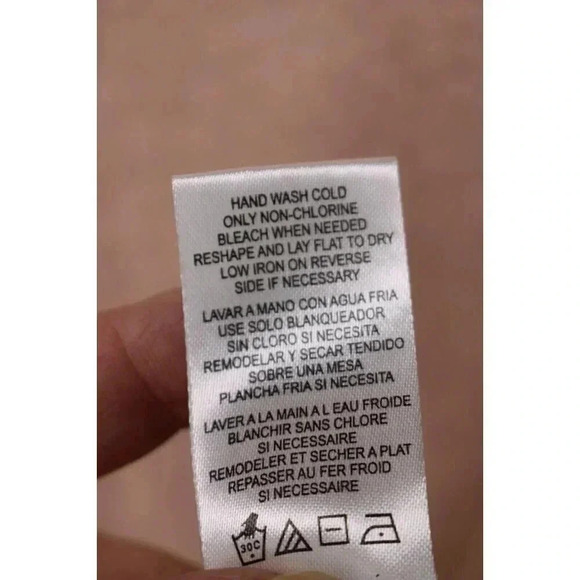 HAND WASH COLD
ONLY NON-CHLORINE
BLEACH WHEN NEEDED
RESHAPE AND LAY FLAT TO DRY
LOW IRON ON REVERSE
SIDE IF NECESSARY
LAVAR A MANO CON AGUA FRIA
USE SOLO BLANQUEADOR
SIN CLORO SI NECESITA
REMODELAR Y SECAR TENDIDO
SOBRE UNA MESA
PLANCHA FRIA SI NECESITA
LAVER A LA MAIN A L EAU FROIDE
BLANCHIR SANS CHLORE
SI NECESSAIRE
REMODELER ET SECHER A PLAT
REPASSER AU FER FROID
SI NECESSAIRE
30C